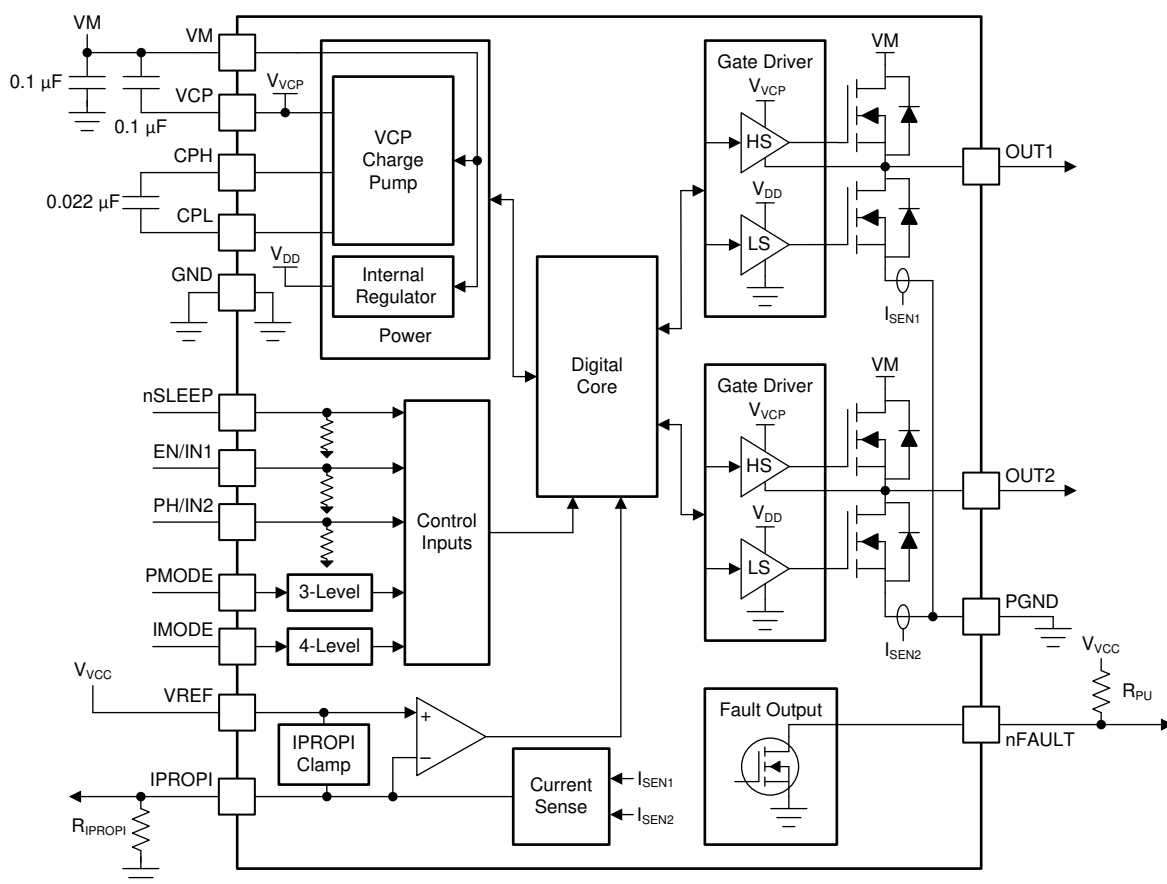 VM
0.1 µF
0.1 µF
VM
VCP
CPH
0.022 µF
CPL
GND
nSLEEP
EN/IN1
PH/IN2
PMODE
IMODE
V_VCC
VREF
IPROPI
R_IPROPI
V_VCP
VCP
Charge
Pump
V_DD
Internal
Regulator
Power
3-Level
4-Level
Control
Inputs
IPROPI
Clamp
+
−
Current
Sense
I_SEN1
I_SEN2
Digital
Core
Gate Driver
V_VCP
HS
V_DD
LS
VM
I_SEN1
OUT1
Gate Driver
V_VCP
HS
V_DD
LS
VM
I_SEN2
OUT2
PGND
V_VCC
R_PU
Fault Output
nFAULT